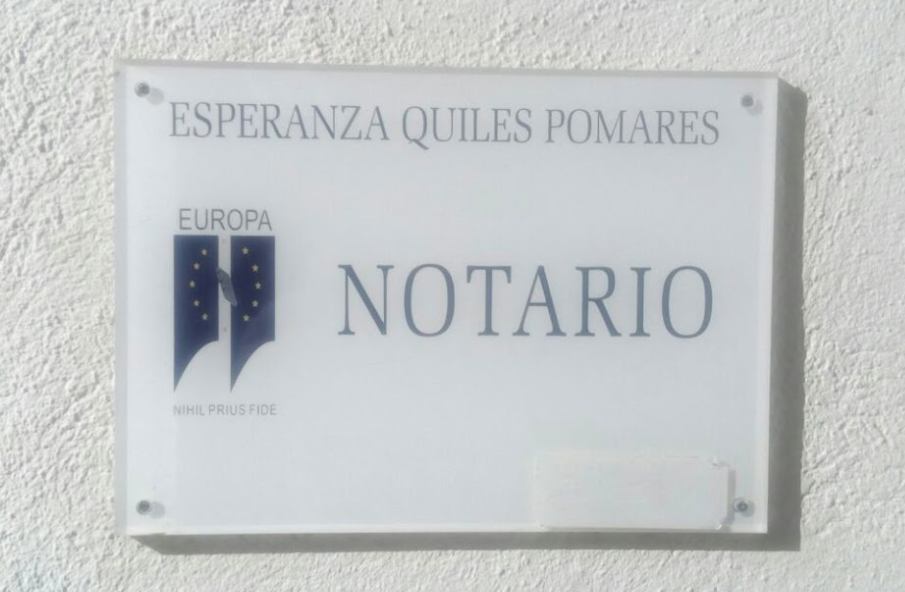 ESPERANZA QUILES POMARES
EUROPA
NOTARIO
NIHIL PRIUS FIDE